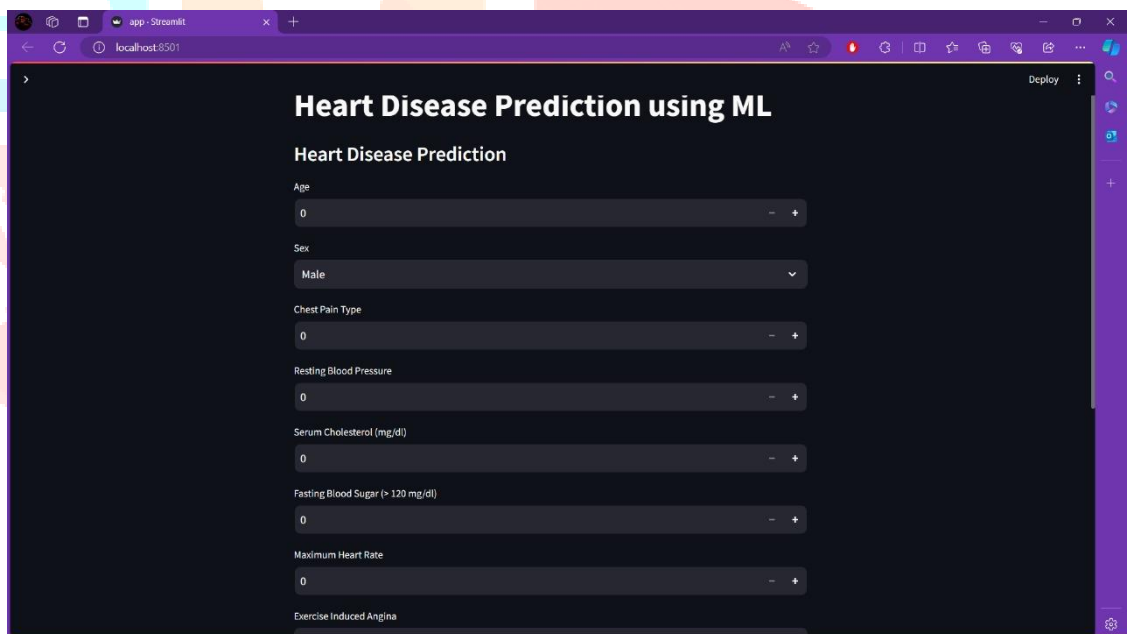 app · Streamlit
localhost:8501
Deploy
Heart Disease Prediction using ML
Heart Disease Prediction
Age
0
Sex
Male
Chest Pain Type
0
Resting Blood Pressure
0
Serum Cholesterol (mg/dl)
0
Fasting Blood Sugar (> 120 mg/dl)
0
Maximum Heart Rate
0
Exercise Induced Angina